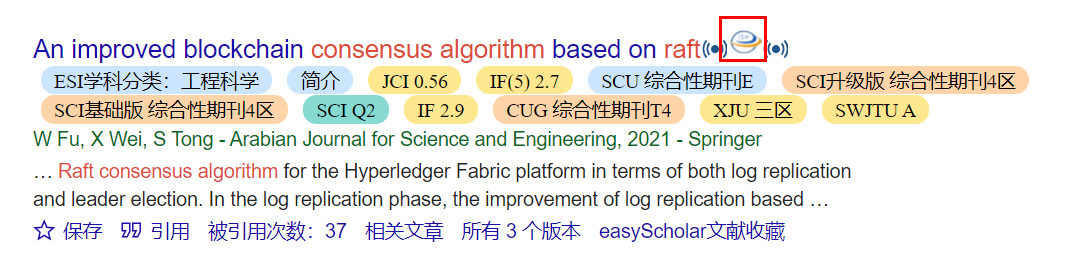 An improved blockchain consensus algorithm based on raft
ESI学科分类：工程科学 简介 JCI 0.56 IF(5) 2.7 SCU 综合性期刊E SCI升级版 综合性期刊4区
SCI基础版 综合性期刊4区 SCI Q2 IF 2.9 CUG 综合性期刊T4 XJU 三区 SWJTU A
W Fu, X Wei, S Tong - Arabian Journal for Science and Engineering, 2021 - Springer
… Raft consensus algorithm for the Hyperledger Fabric platform in terms of both log replication
and leader election. In the log replication phase, the improvement of log replication based …
保存 引用 被引用次数：37 相关文章 所有 3 个版本 easyScholar文献收藏